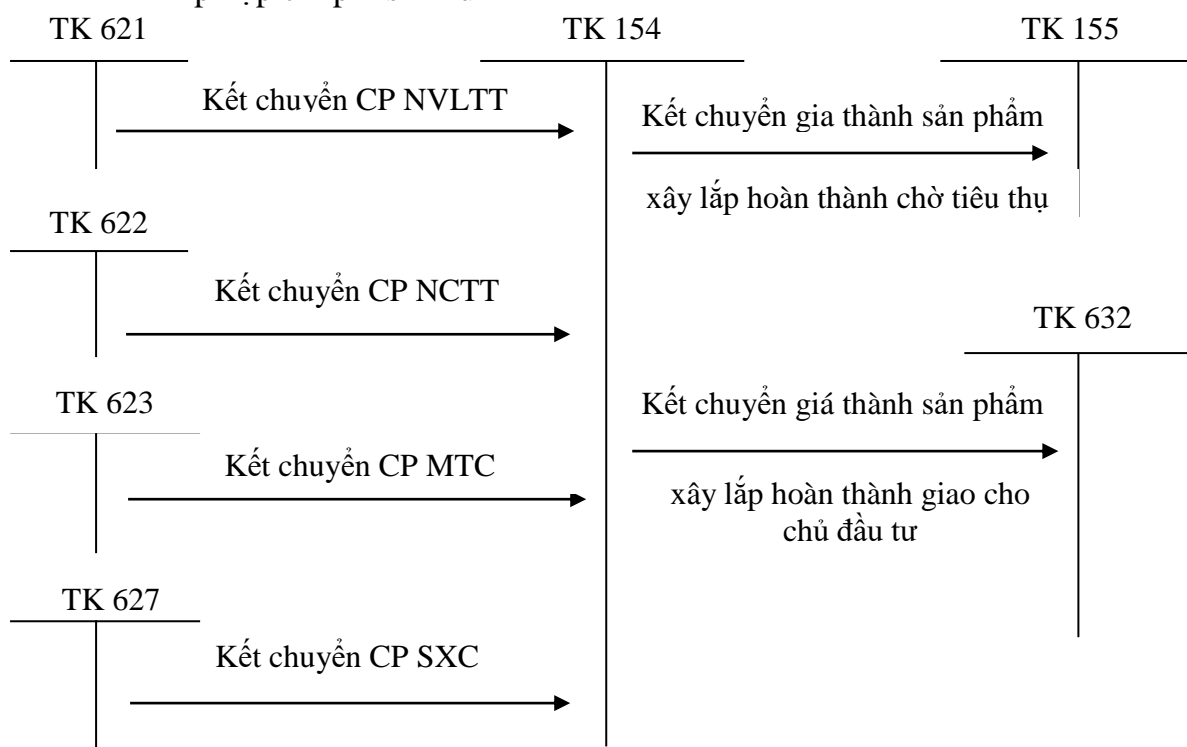 TK 621
TK 154
TK 155
Kết chuyển CP NVLTT
Kết chuyển gia thành sản phẩm
xây lắp hoàn thành chờ tiêu thụ
TK 622
Kết chuyển CP NCTT
TK 632
TK 623
Kết chuyển giá thành sản phẩm
Kết chuyển CP MTC
xây lắp hoàn thành giao cho
chủ đầu tư
TK 627
Kết chuyển CP SXC